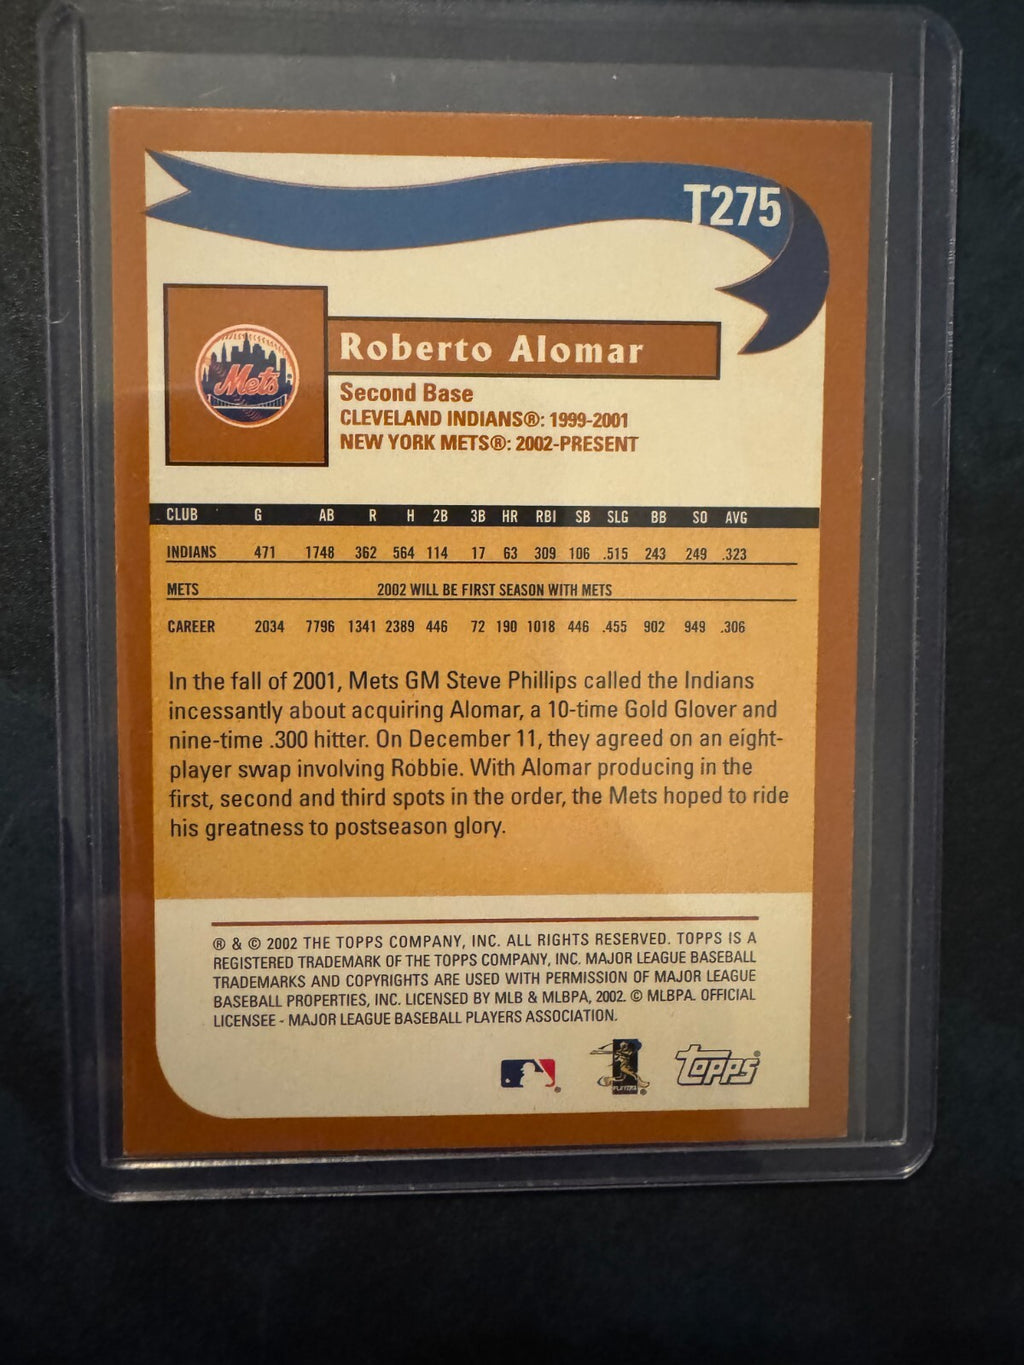 T275
Mets
Roberto Alomar
Second Base
CLEVELAND INDIANS®: 1999-2001
NEW YORK METS®: 2002-PRESENT
CLUB G AB R H 2B 3B HR RBI SB SLG BB SO AVG
INDIANS 471 1748 362 564 114 17 63 309 106 .515 243 249 .323
METS 2002 WILL BE FIRST SEASON WITH METS
CAREER 2034 7796 1341 2389 446 72 190 1018 446 .455 902 949 .306
In the fall of 2001, Mets GM Steve Phillips called the Indians
incessantly about acquiring Alomar, a 10-time Gold Glover and
nine-time .300 hitter. On December 11, they agreed on an eight-
player swap involving Robbie. With Alomar producing in the
first, second and third spots in the order, the Mets hoped to ride
his greatness to postseason glory.
® & © 2002 THE TOPPS COMPANY, INC. ALL RIGHTS RESERVED. TOPPS IS A
REGISTERED TRADEMARK OF THE TOPPS COMPANY, INC. MAJOR LEAGUE BASEBALL
TRADEMARKS AND COPYRIGHTS ARE USED WITH PERMISSION OF MAJOR LEAGUE
BASEBALL PROPERTIES, INC. LICENSED BY MLB & MLBPA, 2002. © MLBPA. OFFICIAL
LICENSEE - MAJOR LEAGUE BASEBALL PLAYERS ASSOCIATION.
PLAYERS
topps®